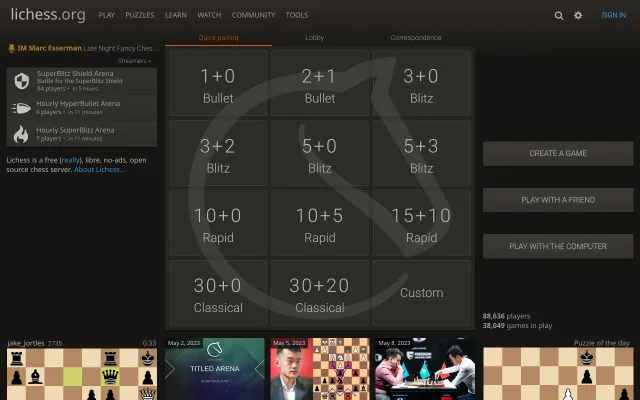 lichess.org PLAY PUZZLES LEARN WATCH COMMUNITY TOOLS SIGN IN
Quick pairing Lobby Correspondence
IM Marc Esserman Late Night Fancy Ches..
Streamers »
SuperBlitz Shield Arena
Battle for the SuperBlitz Shield
84 players • in 5 hours
Hourly HyperBullet Arena
0 players • in 11 minutes
Hourly SuperBlitz Arena
7 players • in 11 minutes
Lichess is a free (really), libre, no-ads, open
source chess server. About Lichess...
1+0
Bullet
2+1
Bullet
3+0
Blitz
3+2
Blitz
5+0
Blitz
5+3
Blitz
10+0
Rapid
10+5
Rapid
15+10
Rapid
30+0
Classical
30+20
Classical
Custom
CREATE A GAME
PLAY WITH A FRIEND
PLAY WITH THE COMPUTER
88,636 players
38,049 games in play
jake_jortles 2735 0:33
May 2, 2023
TITLED ARENA
May 5, 2023
May 8, 2023
Puzzle of the day